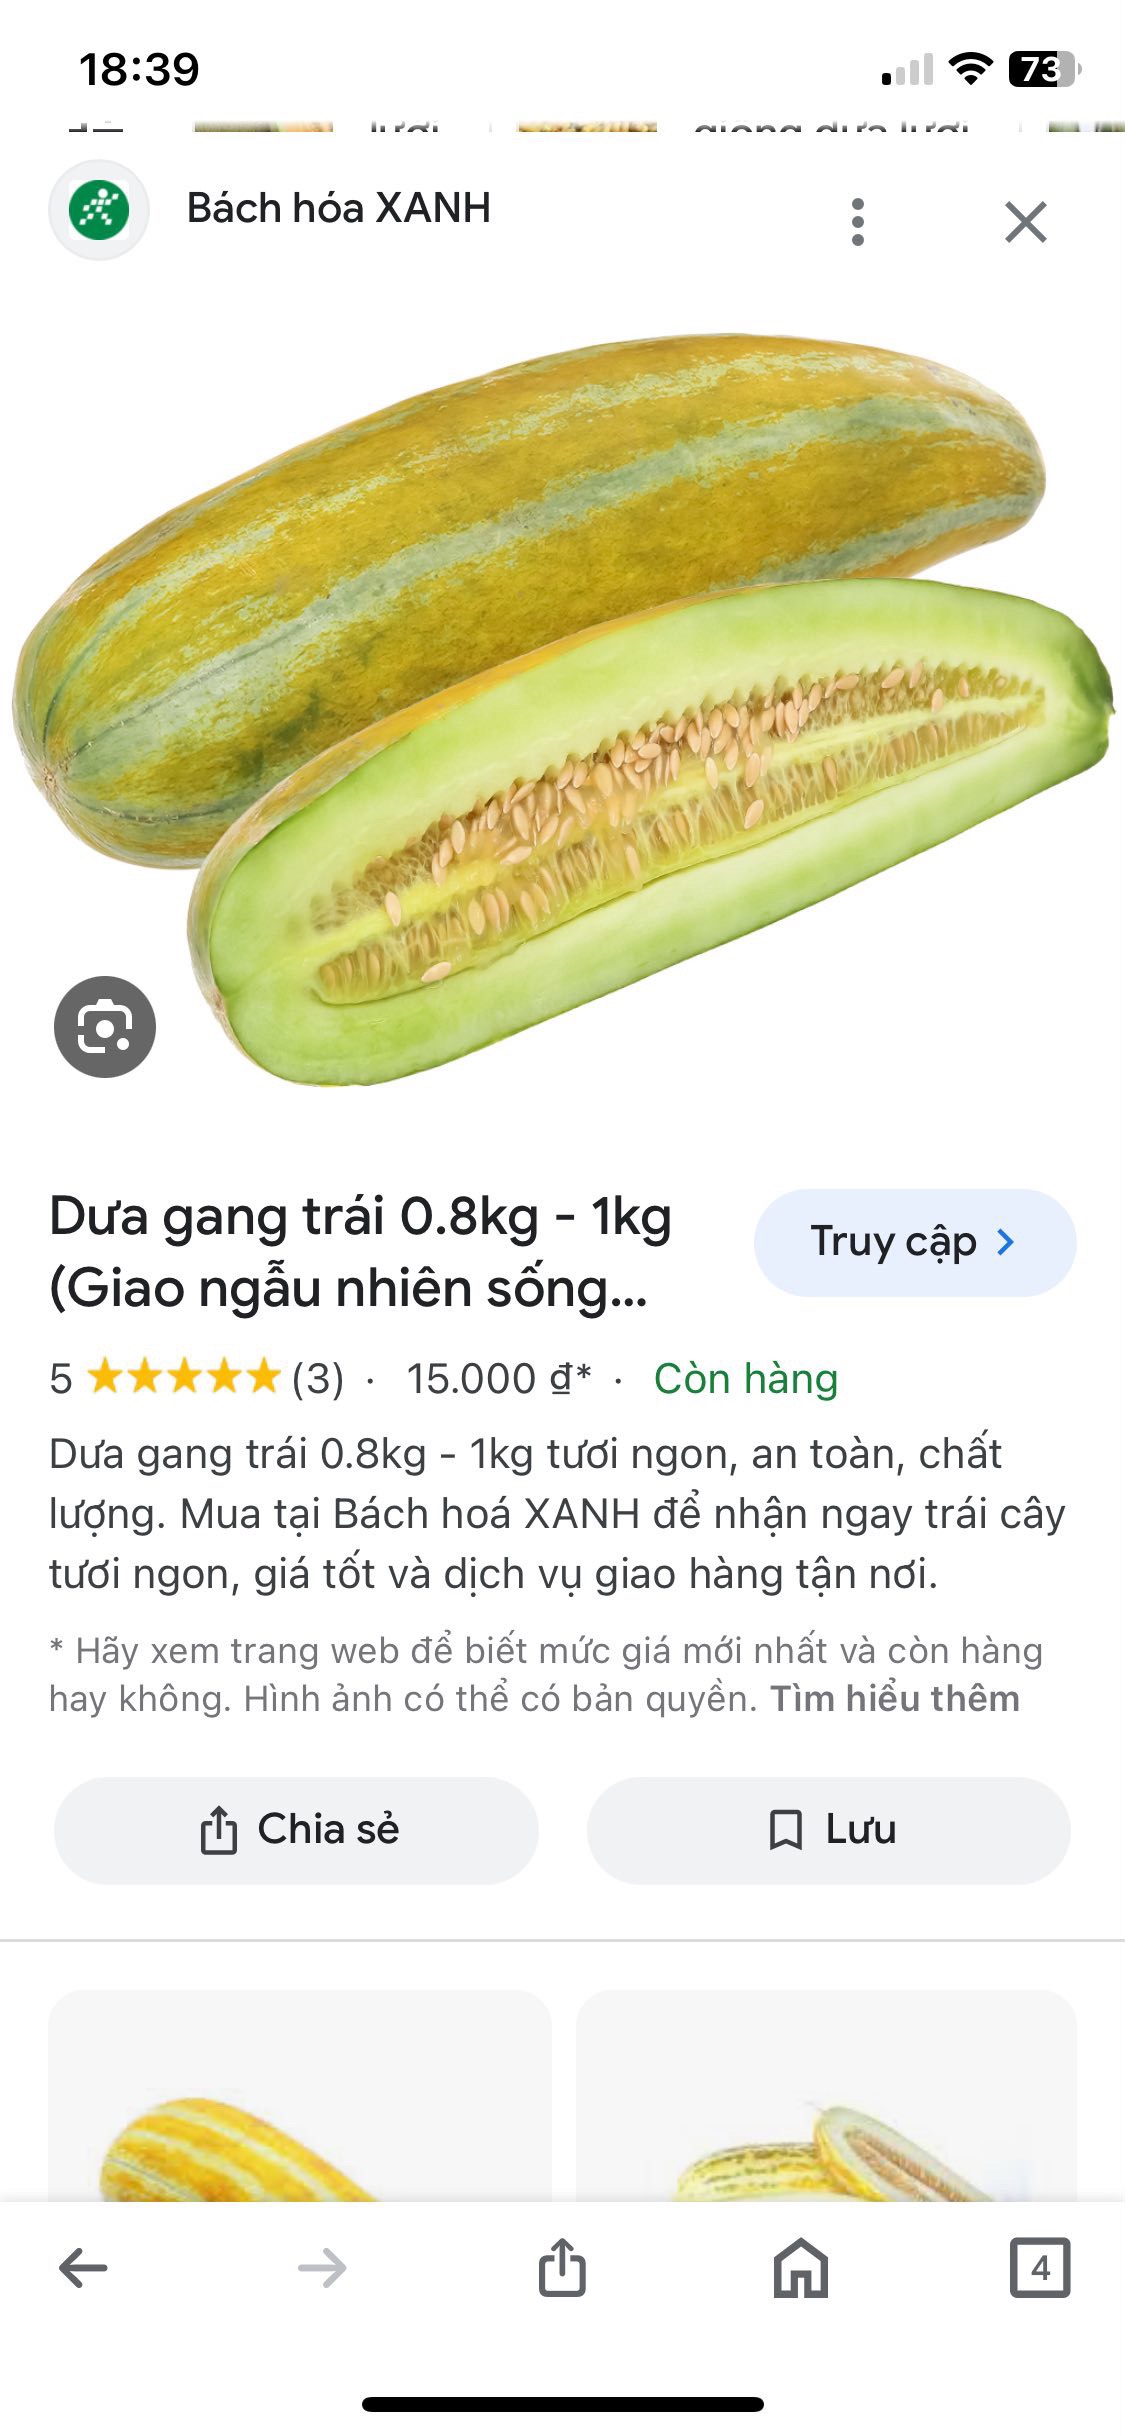 18:39
73
lưới
giống dưa lưới
Bách hóa XANH
Dưa gang trái 0.8kg - 1kg
(Giao ngẫu nhiên sống...
Truy cập
5 ★★★★★ (3) · 15.000 ₫* · Còn hàng
Dưa gang trái 0.8kg - 1kg tươi ngon, an toàn, chất
lượng. Mua tại Bách hoá XANH để nhận ngay trái cây
tươi ngon, giá tốt và dịch vụ giao hàng tận nơi.
* Hãy xem trang web để biết mức giá mới nhất và còn hàng
hay không. Hình ảnh có thể có bản quyền. Tìm hiểu thêm
Chia sẻ
Lưu
4